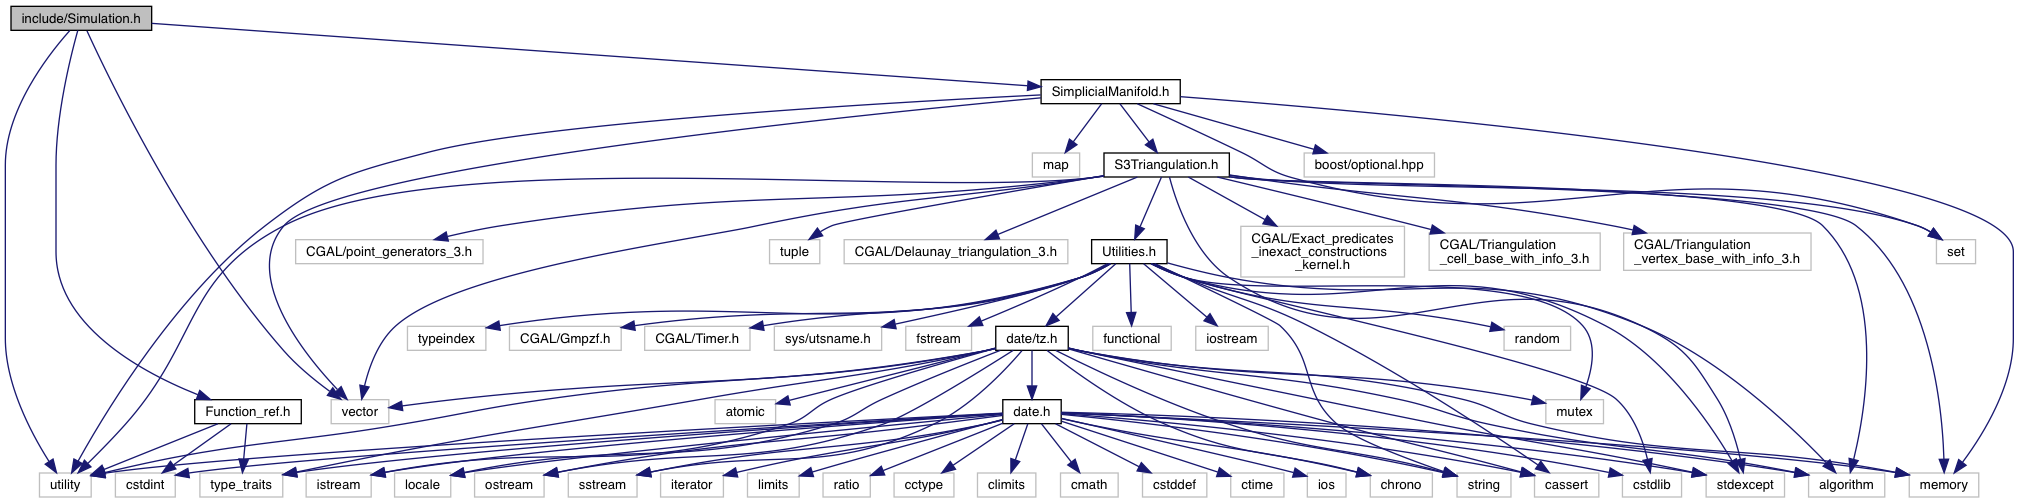 include/Simulation.h
SimplicialManifold.h
map
S3Triangulation.h
boost/optional.hpp
CGAL/point_generators_3.h
tuple
CGAL/Delaunay_triangulation_3.h
Utilities.h
CGAL/Exact_predicates
_inexact_constructions
_kernel.h
CGAL/Triangulation
_cell_base_with_info_3.h
CGAL/Triangulation
_vertex_base_with_info_3.h
set
typeindex
CGAL/Gmpzf.h
CGAL/Timer.h
sys/utsname.h
fstream
date/tz.h
functional
iostream
random
Function_ref.h
vector
atomic
date.h
mutex
utility
cstdint
type_traits
istream
locale
ostream
sstream
iterator
limits
ratio
cctype
climits
cmath
cstddef
ctime
ios
chrono
string
cassert
cstdlib
stdexcept
algorithm
memory